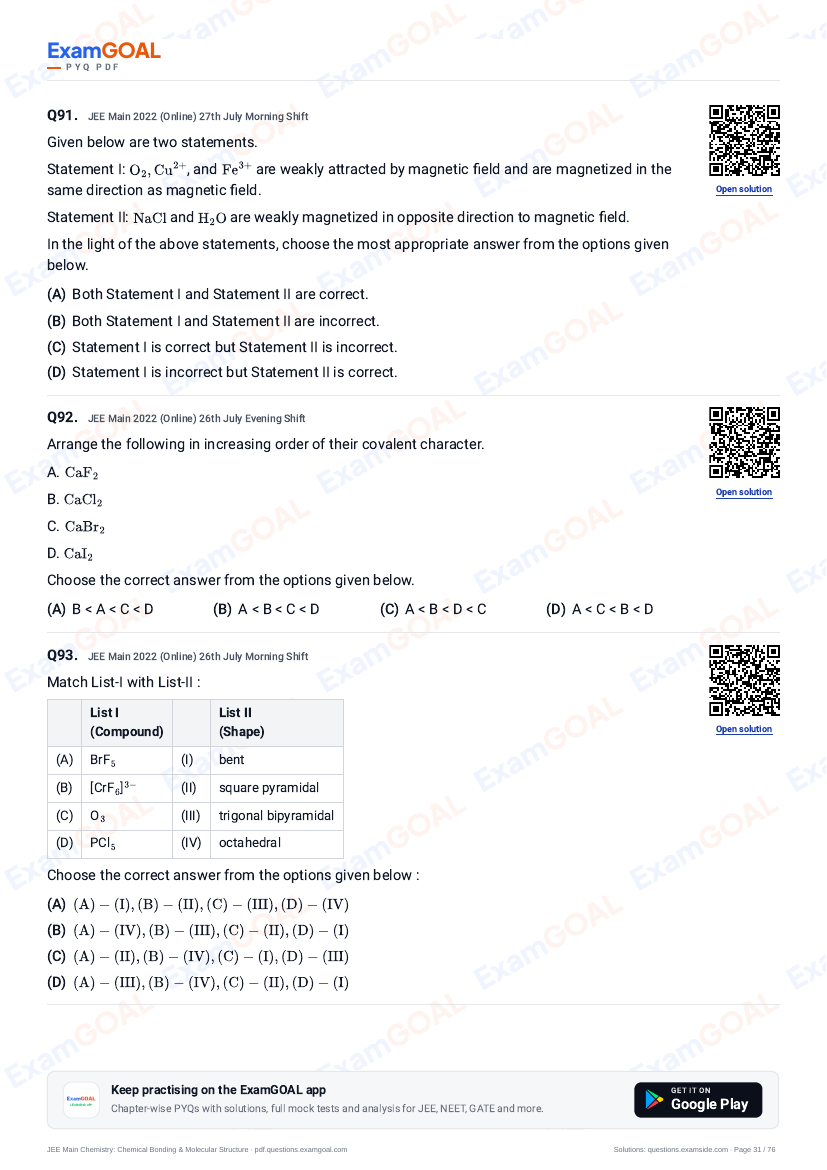 ExamGOAL
PYQ PDF
Q91. JEE Main 2022 (Online) 27th July Morning Shift
Given below are two statements.
Statement I: O₂, Cu²⁺, and Fe³⁺ are weakly attracted by magnetic field and are magnetized in the
same direction as magnetic field.
Statement II: NaCl and H₂O are weakly magnetized in opposite direction to magnetic field.
In the light of the above statements, choose the most appropriate answer from the options given
below.
(A) Both Statement I and Statement II are correct.
(B) Both Statement I and Statement II are incorrect.
(C) Statement I is correct but Statement II is incorrect.
(D) Statement I is incorrect but Statement II is correct.
Open solution
Q92. JEE Main 2022 (Online) 26th July Evening Shift
Arrange the following in increasing order of their covalent character.
A. CaF₂
B. CaCl₂
C. CaBr₂
D. CaI₂
Choose the correct answer from the options given below.
(A) B < A < C < D (B) A < B < C < D (C) A < B < D < C (D) A < C < B < D
Open solution
Q93. JEE Main 2022 (Online) 26th July Morning Shift
Match List-I with List-II :
List I List II
(Compound) (Shape)
(A) BrF₅ (I) bent
(B) [CrF₆]³⁻ (II) square pyramidal
(C) O₃ (III) trigonal bipyramidal
(D) PCl₅ (IV) octahedral
Choose the correct answer from the options given below :
(A) (A) – (I), (B) – (II), (C) – (III), (D) – (IV)
(B) (A) – (IV), (B) – (III), (C) – (II), (D) – (I)
(C) (A) – (II), (B) – (IV), (C) – (I), (D) – (III)
(D) (A) – (III), (B) – (IV), (C) – (II), (D) – (I)
Open solution
ExamGOAL
Keep practising on the ExamGOAL app
Chapter-wise PYQs with solutions, full mock tests and analysis for JEE, NEET, GATE and more.
GET IT ON
Google Play
JEE Main Chemistry: Chemical Bonding & Molecular Structure · pdf.questions.examgoal.com
Solutions: questions.examside.com · Page 31 / 76